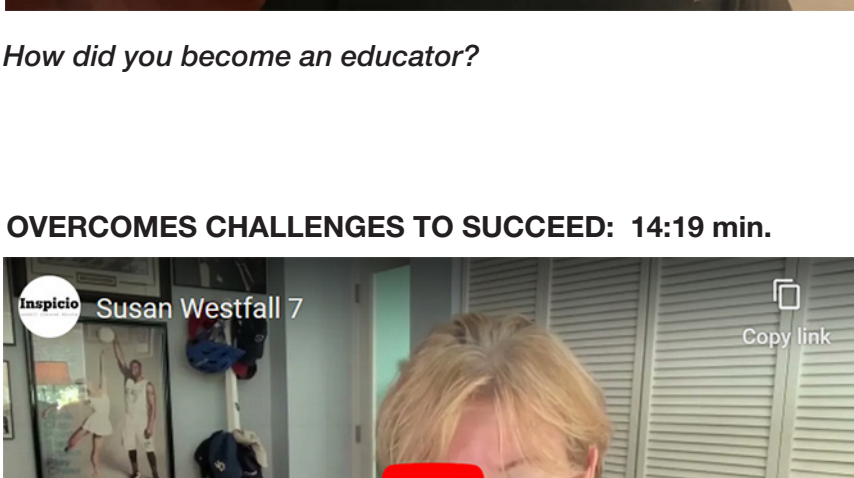 How did you become an educator?
OVERCOMES CHALLENGES TO SUCCEED:  14:19 min.
Inspicio
Susan Westfall 7
Copy link